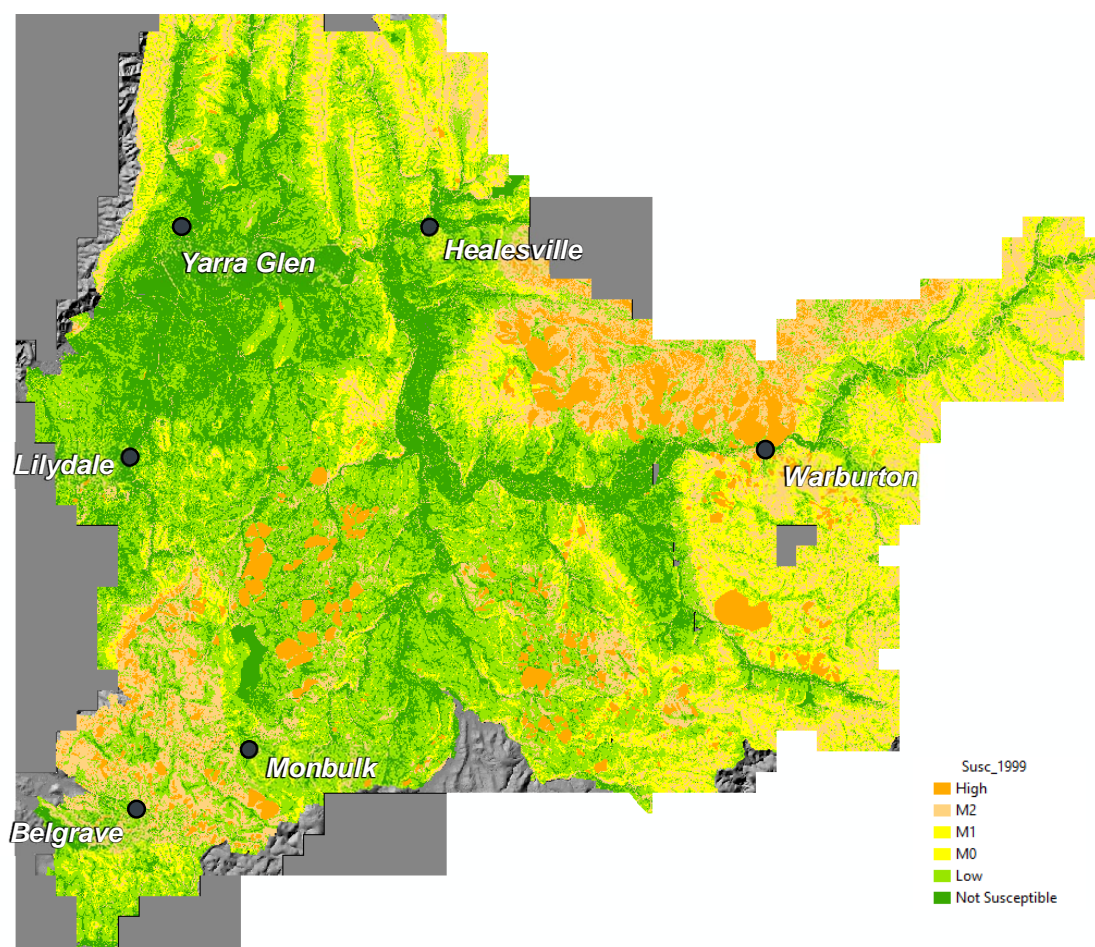 Yarra Glen
Healesville
Lilydale
Warburton
Monbulk
Belgrave
Susc_1999
High
M2
M1
M0
Low
Not Susceptible